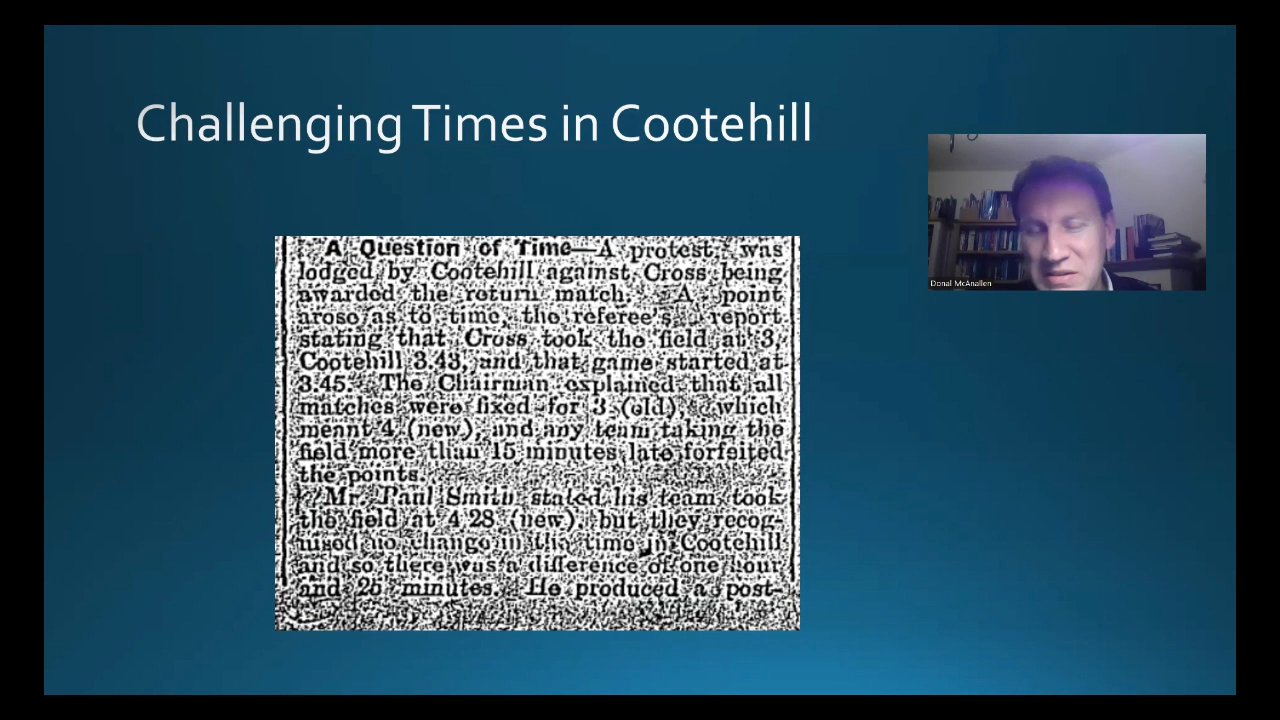 Challenging Times in Cootehill
A Question of Time—A protest was
lodged by Cootehill against Cross being
awarded the return match. A point
arose as to time, the referee's report
stating that Cross took the field at 3,
Cootehill 3.43, and that game started at
3.45. The Chairman explained that all
matches were fixed for 3 (old), which
meant 4 (new), and any team taking the
field more than 15 minutes late forfeited
the points.
Mr. Paul Smith stated his team took
the field at 4.28 (new), but they recog-
nised no change in the time in Cootehill
and so there was a difference of one hour
and 25 minutes. He produced a post-
Donal McAnallen